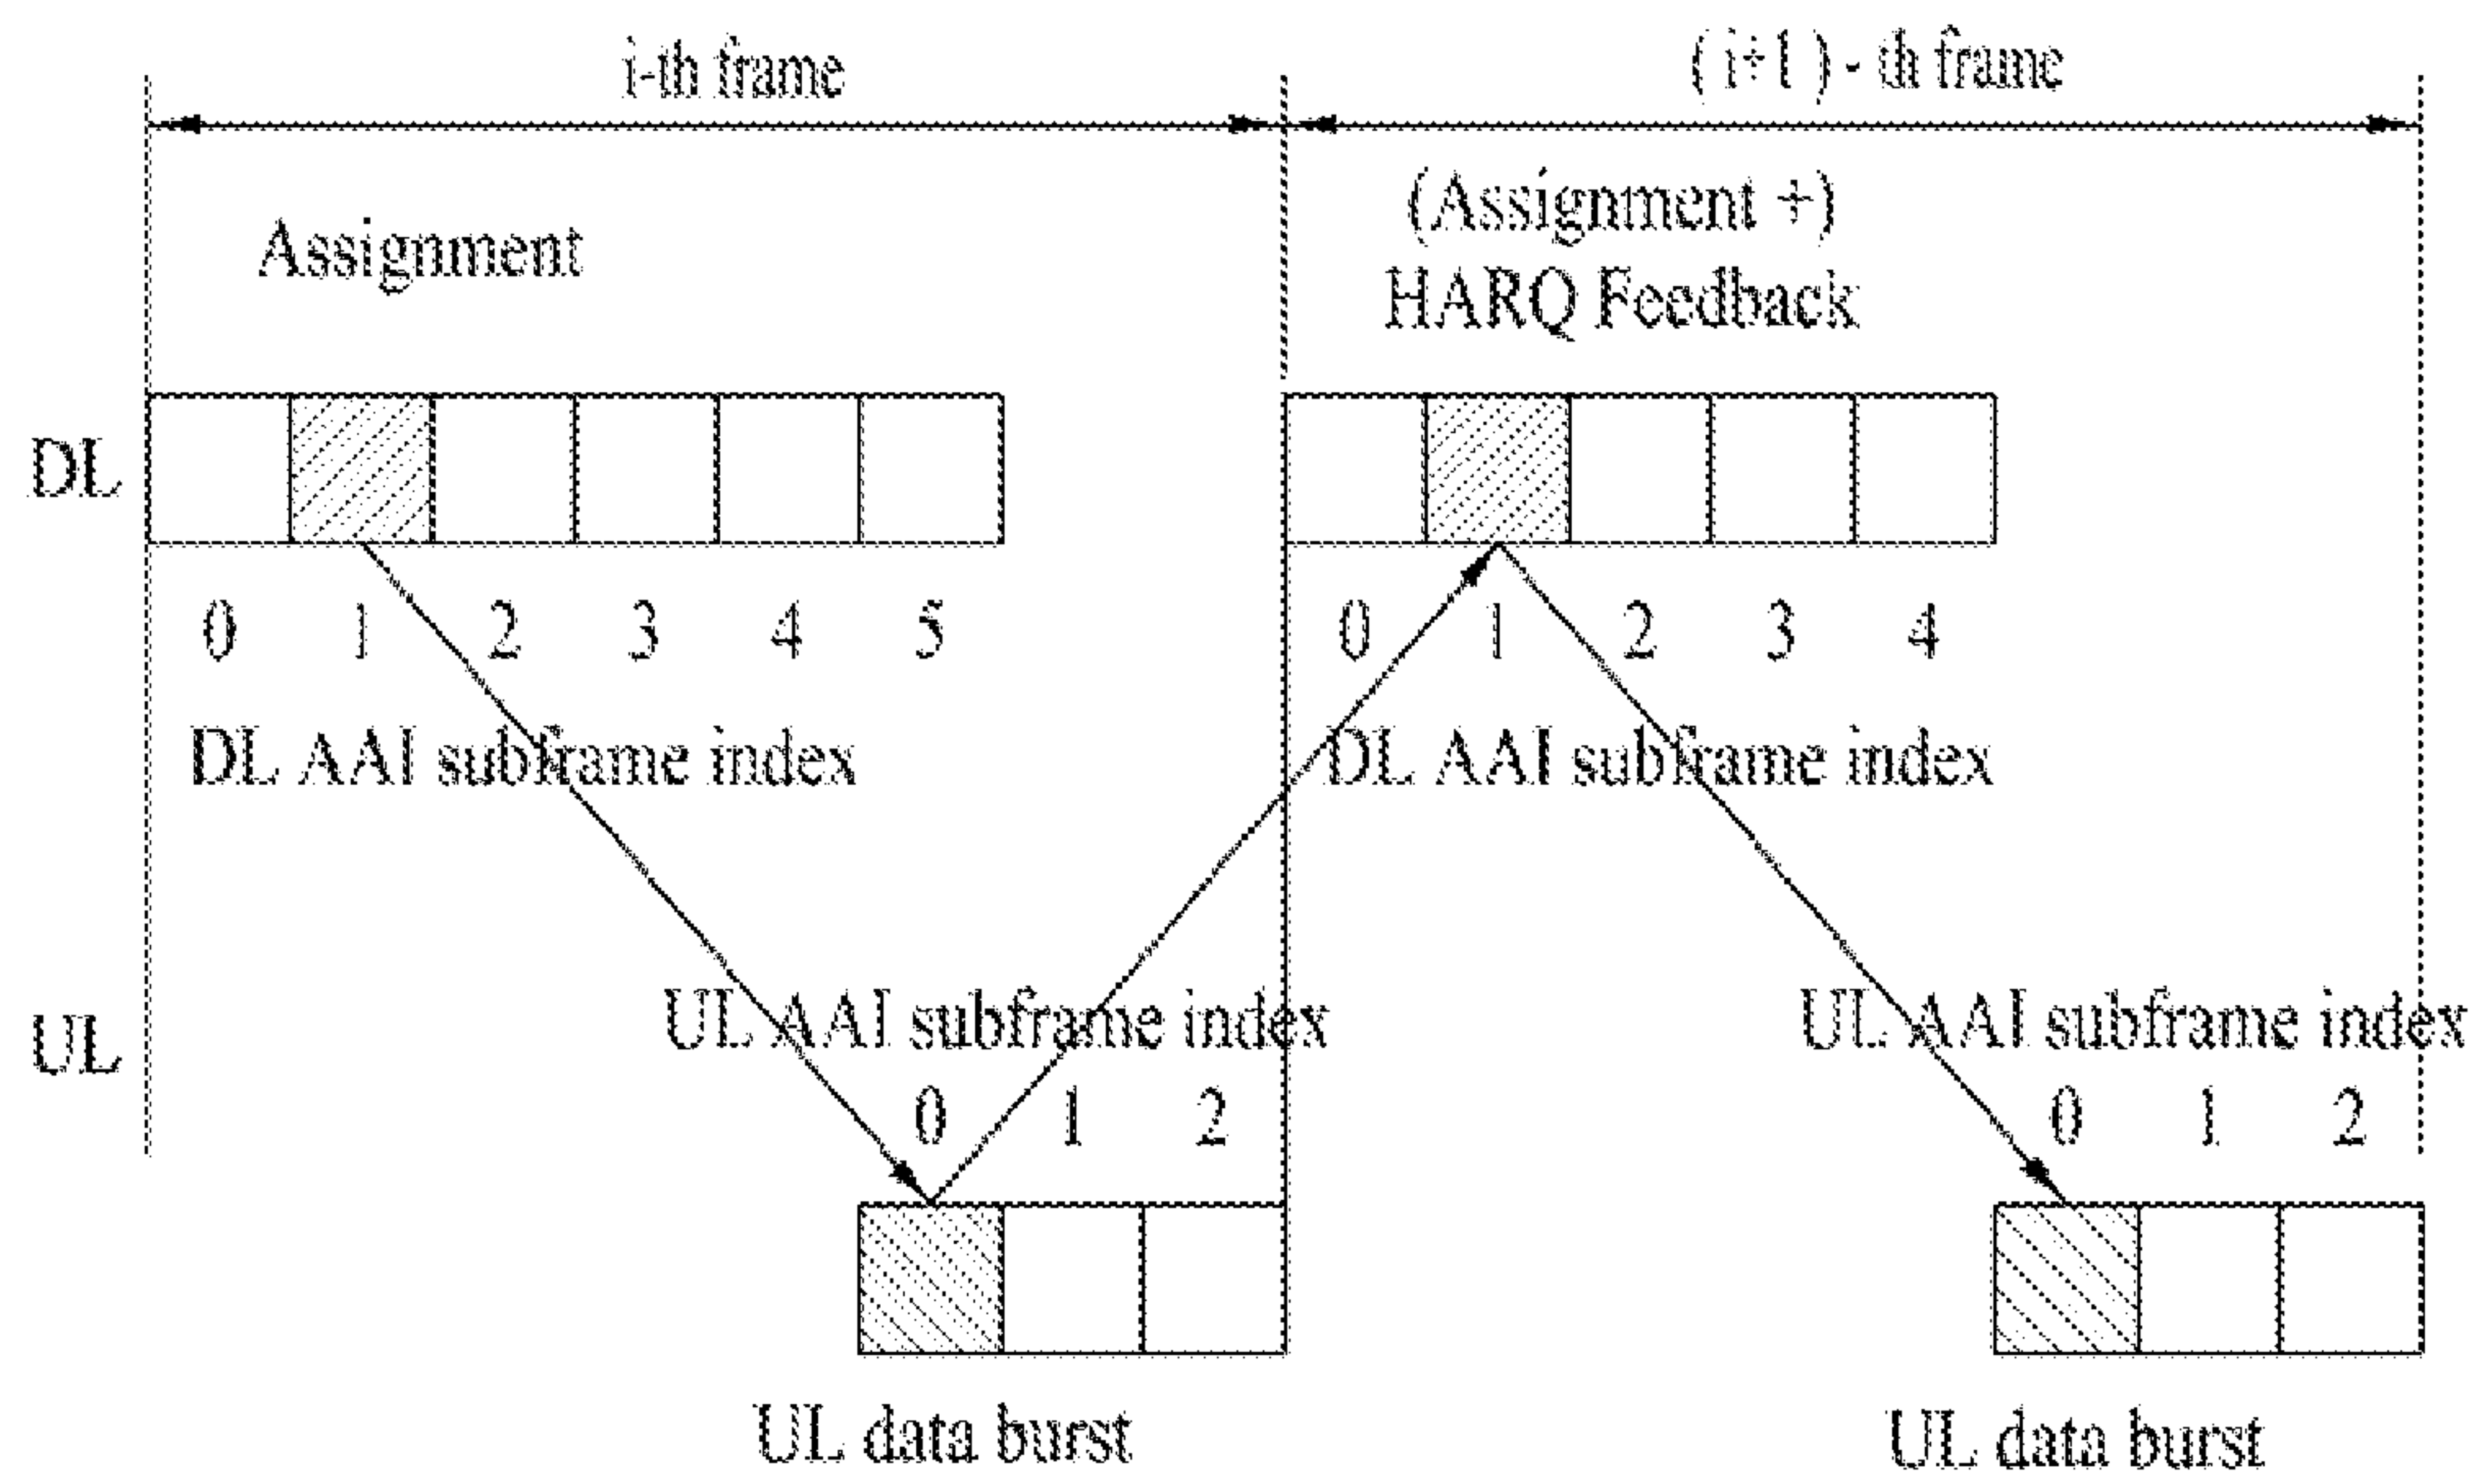 i-th frame
( i+1 ) - th frame
Assignment
(Assignment +)
HARQ Feedback
DL
0 1 2 3 4 5
0 1 2 3 4
DL AAI subframe index
DL AAI subframe index
UL
UL AAI subframe index
UL AAI subframe index
0 1 2
0 1 2
UL data burst
UL data burst